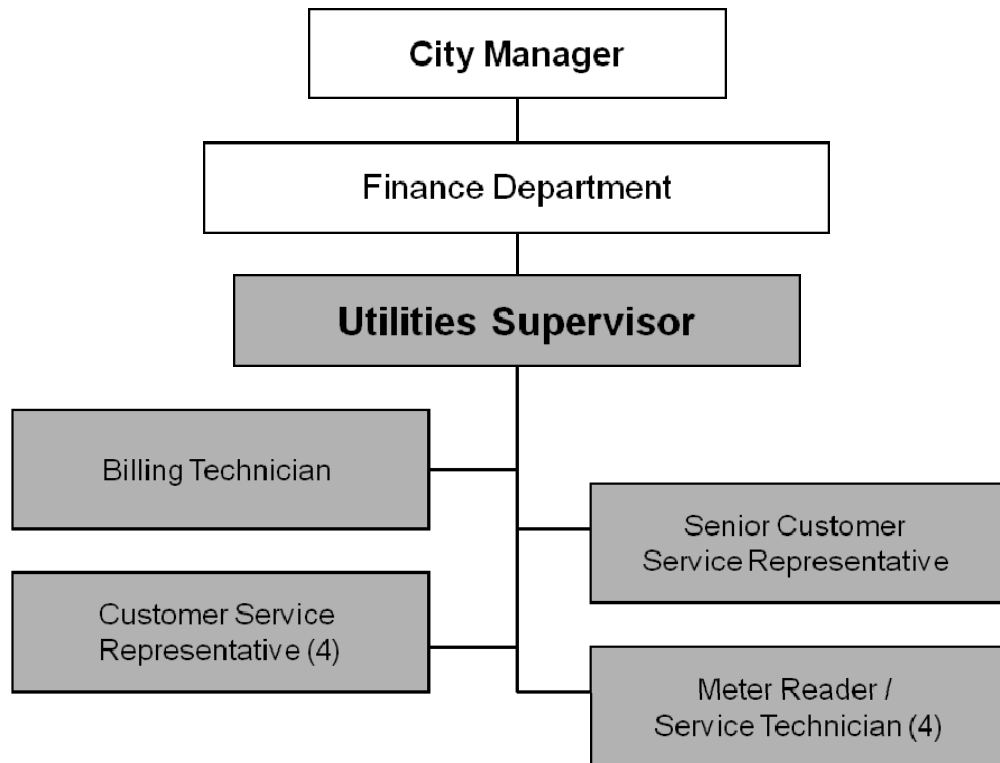 City Manager
Finance Department
Utilities Supervisor
Billing Technician
Senior Customer
Service Representative
Customer Service
Representative (4)
Meter Reader /
Service Technician (4)